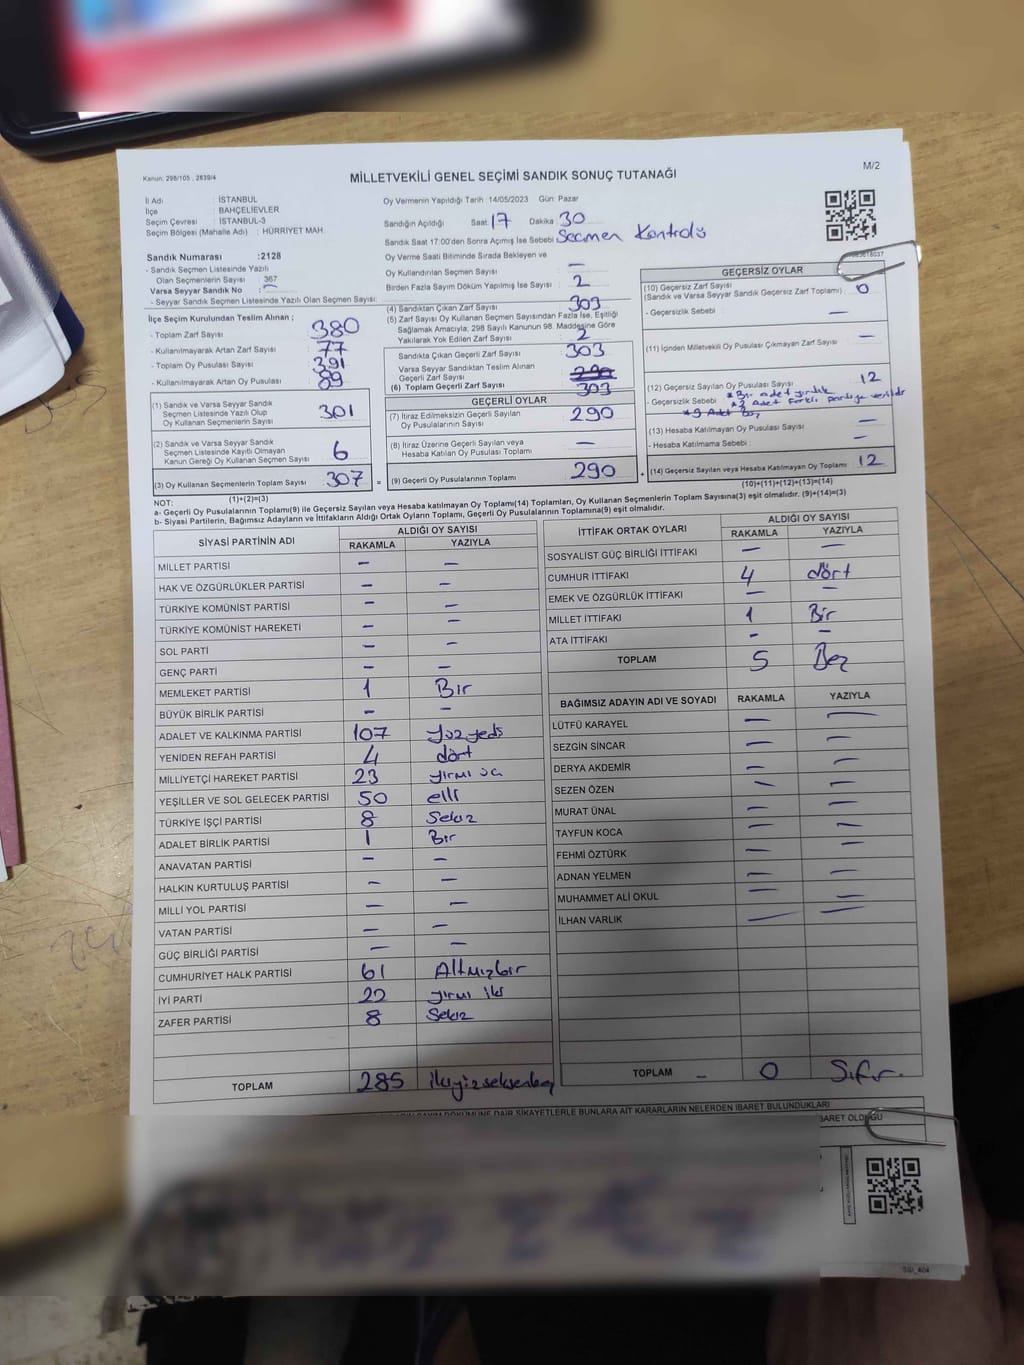 Kanun: 298/105 , 2839/4
M/2
MİLLETVEKİLİ GENEL SEÇİMİ SANDIK SONUÇ TUTANAĞI
İl Adı : İSTANBUL
İlçe : BAHÇELİEVLER
Seçim Çevresi : İSTANBUL-3
Seçim Bölgesi (Mahalle Adı) : HÜRRİYET MAH.
Oy Vermenin Yapıldığı Tarih :14/05/2023 Gün: Pazar
Sandığın Açıldığı Saat: 17 Dakika : 30
Sandık Saat 17:00'den Sonra Açılmış İse Sebebi : Seçmen Kontrolü
Sandık Numarası :2128
- Sandık Seçmen Listesinde Yazılı
Olan Seçmenlerin Sayısı : 367
Varsa Seyyar Sandık No : –
- Seyyar Sandık Seçmen Listesinde Yazılı Olan Seçmen Sayısı:
Oy Verme Saati Bitiminde Sırada Bekleyen ve
Oy Kullandırılan Seçmen Sayısı : –
Birden Fazla Sayım Döküm Yapılmış İse Sayısı : 2
İlçe Seçim Kurulundan Teslim Alınan ;
- Toplam Zarf Sayısı : 380
- Kullanılmayarak Artan Zarf Sayısı : 77
- Toplam Oy Pusulası Sayısı : 391
- Kullanılmayarak Artan Oy Pusulası : 89
(1) Sandık ve Varsa Seyyar Sandık
Seçmen Listesinde Yazılı Olup
Oy Kullanan Seçmenlerin Sayısı : 301
(2) Sandık ve Varsa Seyyar Sandık
Seçmen Listesinde Kayıtlı Olmayan
Kanun Gereği Oy Kullanan Seçmen Sayısı : 6
(3) Oy Kullanan Seçmenlerin Toplam Sayısı : 307
(1)+(2)=(3)
(4) Sandıktan Çıkan Zarf Sayısı : 303
(5) Zarf Sayısı Oy Kullanan Seçmen Sayısından Fazla İse, Eşitliği
Sağlamak Amacıyla, 298 Sayılı Kanunun 98. Maddesine Göre
Yakılarak Yok Edilen Zarf Sayısı : 2
Sandıkta Çıkan Geçerli Zarf Sayısı : 303
Varsa Seyyar Sandıktan Teslim Alınan
Geçerli Zarf Sayısı
(6) Toplam Geçerli Zarf Sayısı : 303
GEÇERLİ OYLAR
(7) İtiraz Edilmeksizin Geçerli Sayılan
Oy Pusulalarının Toplamı : 290
(8) İtiraz Üzerine Geçerli Sayılan veya
Hesaba Katılan Oy Pusulası Toplamı : –
= (9) Geçerli Oy Pusulalarının Toplamı : 290
GEÇERSİZ OYLAR
(10) Geçersiz Zarf Sayısı
(Sandık ve Varsa Seyyar Sandık Geçersiz Zarf Toplamı) : 0
- Geçersizlik Sebebi : –
(11) İçinden Milletvekili Oy Pusulası Çıkmayan Zarf Sayısı : –
(12) Geçersiz Sayılan Oy Pusulası Sayısı : 12
- Geçersizlik Sebebi : * Bir adet yırtık
* 2 Adet farklı partiye verilidir
* 9 Adet Boş
(13) Hesaba Katılmayan Oy Pusulası Sayısı : –
- Hesaba Katılmama Sebebi : –
+ (14) Geçersiz Sayılan veya Hesaba Katılmayan Oy Toplamı : 12
(10)+(11)+(12)+(13)=(14)
NOT:
a- Geçerli Oy Pusulalarının Toplamı(9) ile Geçersiz Sayılan veya Hesaba Katılmayan Oy Toplamı(14) Toplamları, Oy Kullanan Seçmenlerin Toplam Sayısına(3) eşit olmalıdır. (9)+(14)=(3)
b- Siyasi Partilerin, Bağımsız Adayların ve İttifakların Aldığı Ortak Oyların Toplamı, Geçerli Oy Pusulalarının Toplamına(9) eşit olmalıdır.
SİYASİ PARTİNİN ADI ALDIĞI OY SAYISI
RAKAMLA YAZIYLA
MİLLET PARTİSİ – –
HAK VE ÖZGÜRLÜKLER PARTİSİ – –
TÜRKİYE KOMÜNİST PARTİSİ – –
TÜRKİYE KOMÜNİST HAREKETİ – –
SOL PARTİ – –
GENÇ PARTİ – –
MEMLEKET PARTİSİ 1 Bir
BÜYÜK BİRLİK PARTİSİ – –
ADALET VE KALKINMA PARTİSİ 107 Yüzyedi
YENİDEN REFAH PARTİSİ 4 dört
MİLLİYETÇİ HAREKET PARTİSİ 23 yirmi üç
YEŞİLLER VE SOL GELECEK PARTİSİ 50 elli
TÜRKİYE İŞÇİ PARTİSİ 8 Sekiz
ADALET BİRLİK PARTİSİ 1 Bir
ANAVATAN PARTİSİ – –
HALKIN KURTULUŞ PARTİSİ – –
MİLLİ YOL PARTİSİ – –
VATAN PARTİSİ – –
GÜÇ BİRLİĞİ PARTİSİ – –
CUMHURİYET HALK PARTİSİ 61 Altmışbir
İYİ PARTİ 22 yirmi iki
ZAFER PARTİSİ 8 Sekiz
TOPLAM 285 ikiyüzseksenbeş
İTTİFAK ORTAK OYLARI ALDIĞI OY SAYISI
RAKAMLA YAZIYLA
SOSYALİST GÜÇ BİRLİĞİ İTTİFAKI – –
CUMHUR İTTİFAKI 4 dört
EMEK VE ÖZGÜRLÜK İTTİFAKI – –
MİLLET İTTİFAKI 1 Bir
ATA İTTİFAKI – –
TOPLAM 5 Beş
BAĞIMSIZ ADAYIN ADI VE SOYADI RAKAMLA YAZIYLA
LÜTFÜ KARAYEL – –
SEZGİN SİNCAR – –
DERYA AKDEMİR – –
SEZEN ÖZEN – –
MURAT ÜNAL – –
TAYFUN KOCA – –
FEHMİ ÖZTÜRK – –
ADNAN YELMEN – –
MUHAMMET ALİ OKUL – –
İLHAN VARLIK – –
TOPLAM – 0 Sıfır.
SAYIM DÖKÜMÜNE DAİR ŞİKAYETLERLE BUNLARA AİT KARARLARIN NELERDEN İBARET BULUNDUKLARI